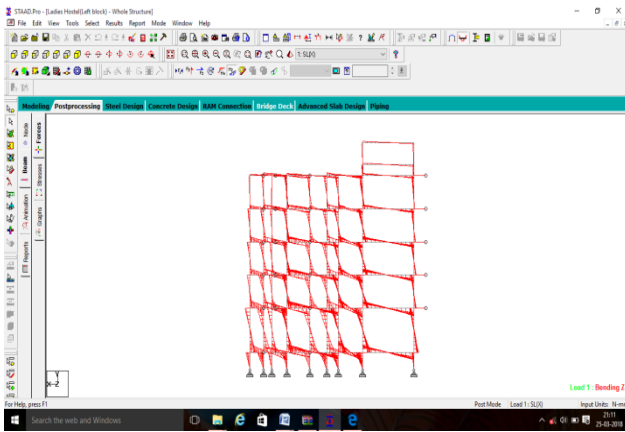 STAAD.Pro - [Ladies Hostel(Left block) - Whole Structure]
File Edit View Tools Select Results Report Mode Window Help
1: SL(X)
Modeling Postprocessing Steel Design Concrete Design RAM Connection Bridge Deck Advanced Slab Design Piping
Node
Beam
Animation
Reports
Forces
Stresses
Graphs
Y
X Z
Load 1 : Bending Z
For Help, press F1
Post Mode Load 1 : SL(X) Input Units: N-m
Search the web and Windows
21:11
25-03-2018